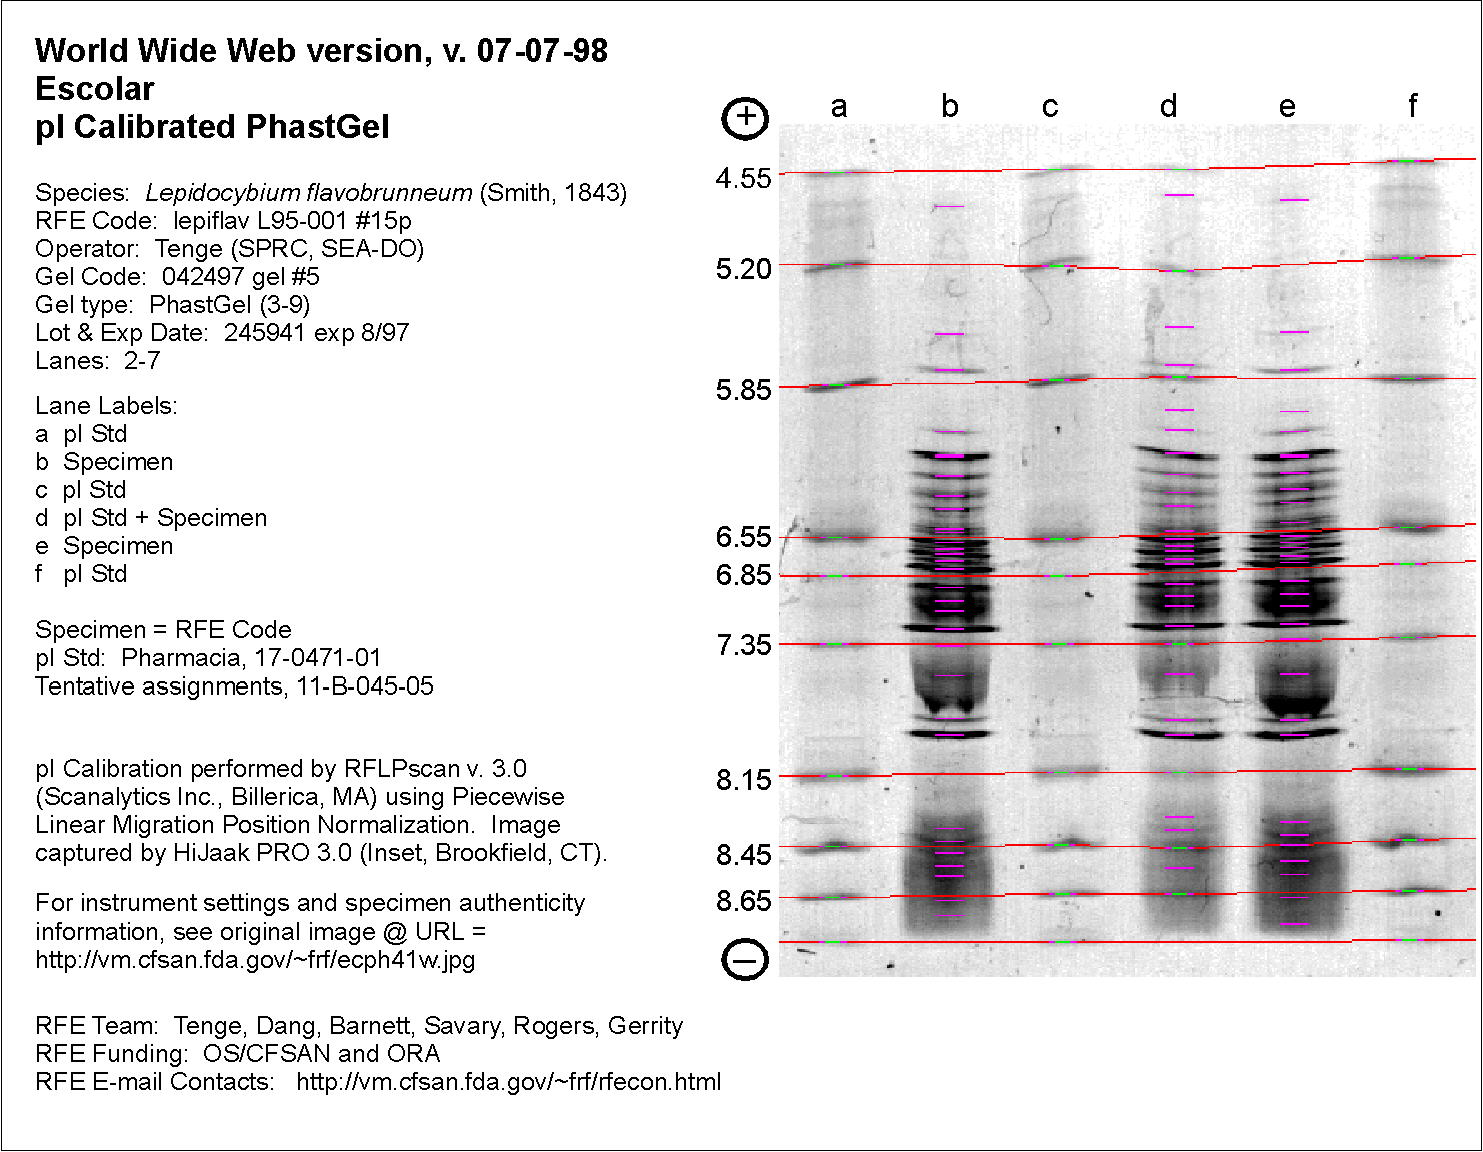 World Wide Web version, v. 07-07-98
Escolar
pI Calibrated PhastGel
Species:  Lepidocybium flavobrunneum (Smith, 1843)
RFE Code:  lepiflav L95-001 #15p
Operator:  Tenge (SPRC, SEA-DO)
Gel Code:  042497 gel #5
Gel type:  PhastGel (3-9)
Lot & Exp Date:  245941 exp 8/97
Lanes:  2-7
Lane Labels:
a  pI Std
b  Specimen
c  pI Std
d  pI Std + Specimen
e  Specimen
f  pI Std
Specimen = RFE Code
pI Std:  Pharmacia, 17-0471-01
Tentative assignments, 11-B-045-05
pI Calibration performed by RFLPscan v. 3.0
(Scanalytics Inc., Billerica, MA) using Piecewise
Linear Migration Position Normalization.  Image
captured by HiJaak PRO 3.0 (Inset, Brookfield, CT).
For instrument settings and specimen authenticity
information, see original image @ URL =
http://vm.cfsan.fda.gov/~frf/ecph41w.jpg
RFE Team:  Tenge, Dang, Barnett, Savary, Rogers, Gerrity
RFE Funding:  OS/CFSAN and ORA
RFE E-mail Contacts:   http://vm.cfsan.fda.gov/~frf/rfecon.html
+ a b c d e f
4.55
5.20
5.85
6.55
6.85
7.35
8.15
8.45
8.65
−